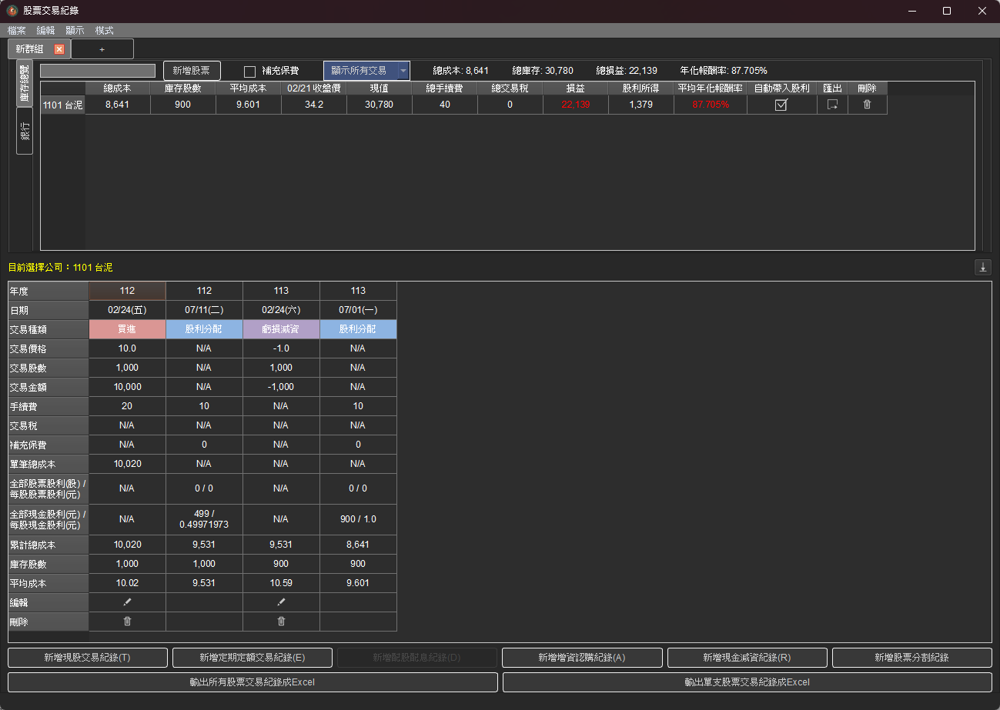 股票交易紀錄
檔案 編輯 顯示 模式
新群組 +
庫存總覽
銀行
新增股票 補充保費 顯示所有交易 總成本: 8,641 總庫存: 30,780 總損益: 22,139 年化報酬率: 87.705%
總成本 庫存股數 平均成本 02/21 收盤價 現值 總手續費 總交易稅 損益 股利所得 平均年化報酬率 自動帶入股利 匯出 刪除
1101 台泥 8,641 900 9.601 34.2 30,780 40 0 22,139 1,379 87.705%
目前選擇公司：1101 台泥
年度 112 112 113 113
日期 02/24(五) 07/11(二) 02/24(六) 07/01(一)
交易種類 買進 股利分配 虧損減資 股利分配
交易價格 10.0 N/A -1.0 N/A
交易股數 1,000 N/A 1,000 N/A
交易金額 10,000 N/A -1,000 N/A
手續費 20 10 N/A 10
交易稅 N/A N/A N/A N/A
補充保費 N/A 0 N/A 0
單筆總成本 10,020 N/A N/A N/A
全部股票股利(股) /
每股股票股利(元) N/A 0 / 0 N/A 0 / 0
全部現金股利(元) /
每股現金股利(元) N/A 499 /
0.49971973 N/A 900 / 1.0
累計總成本 10,020 9,531 9,531 8,641
庫存股數 1,000 1,000 900 900
平均成本 10.02 9.531 10.59 9.601
編輯
刪除
新增現股交易紀錄(T) 新增定期定額交易紀錄(E) 新增配股配息紀錄(D) 新增增資認購紀錄(A) 新增現金減資紀錄(R) 新增股票分割紀錄
輸出所有股票交易紀錄成Excel 輸出單支股票交易紀錄成Excel